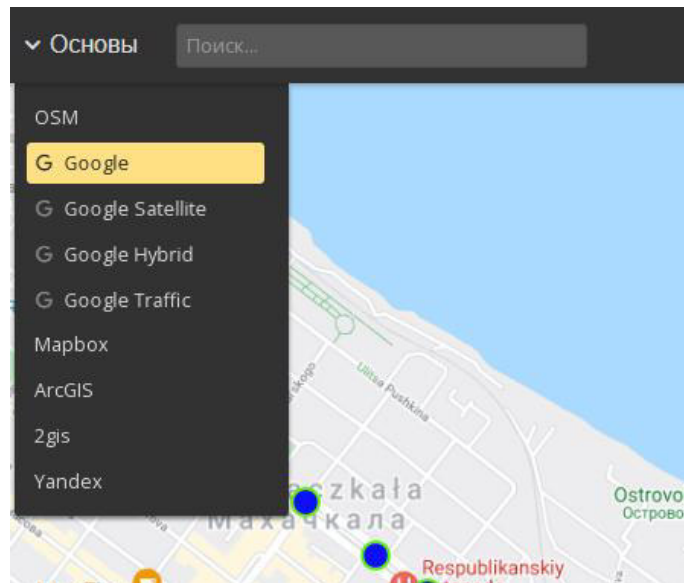 Основы
Поиск...
OSM
G Google
G Google Satellite
G Google Hybrid
G Google Traffic
Mapbox
ArcGIS
2gis
Yandex
Ulitsa Pushkina
Махачкала
Ostrovo
Острово
Respublikanskiy